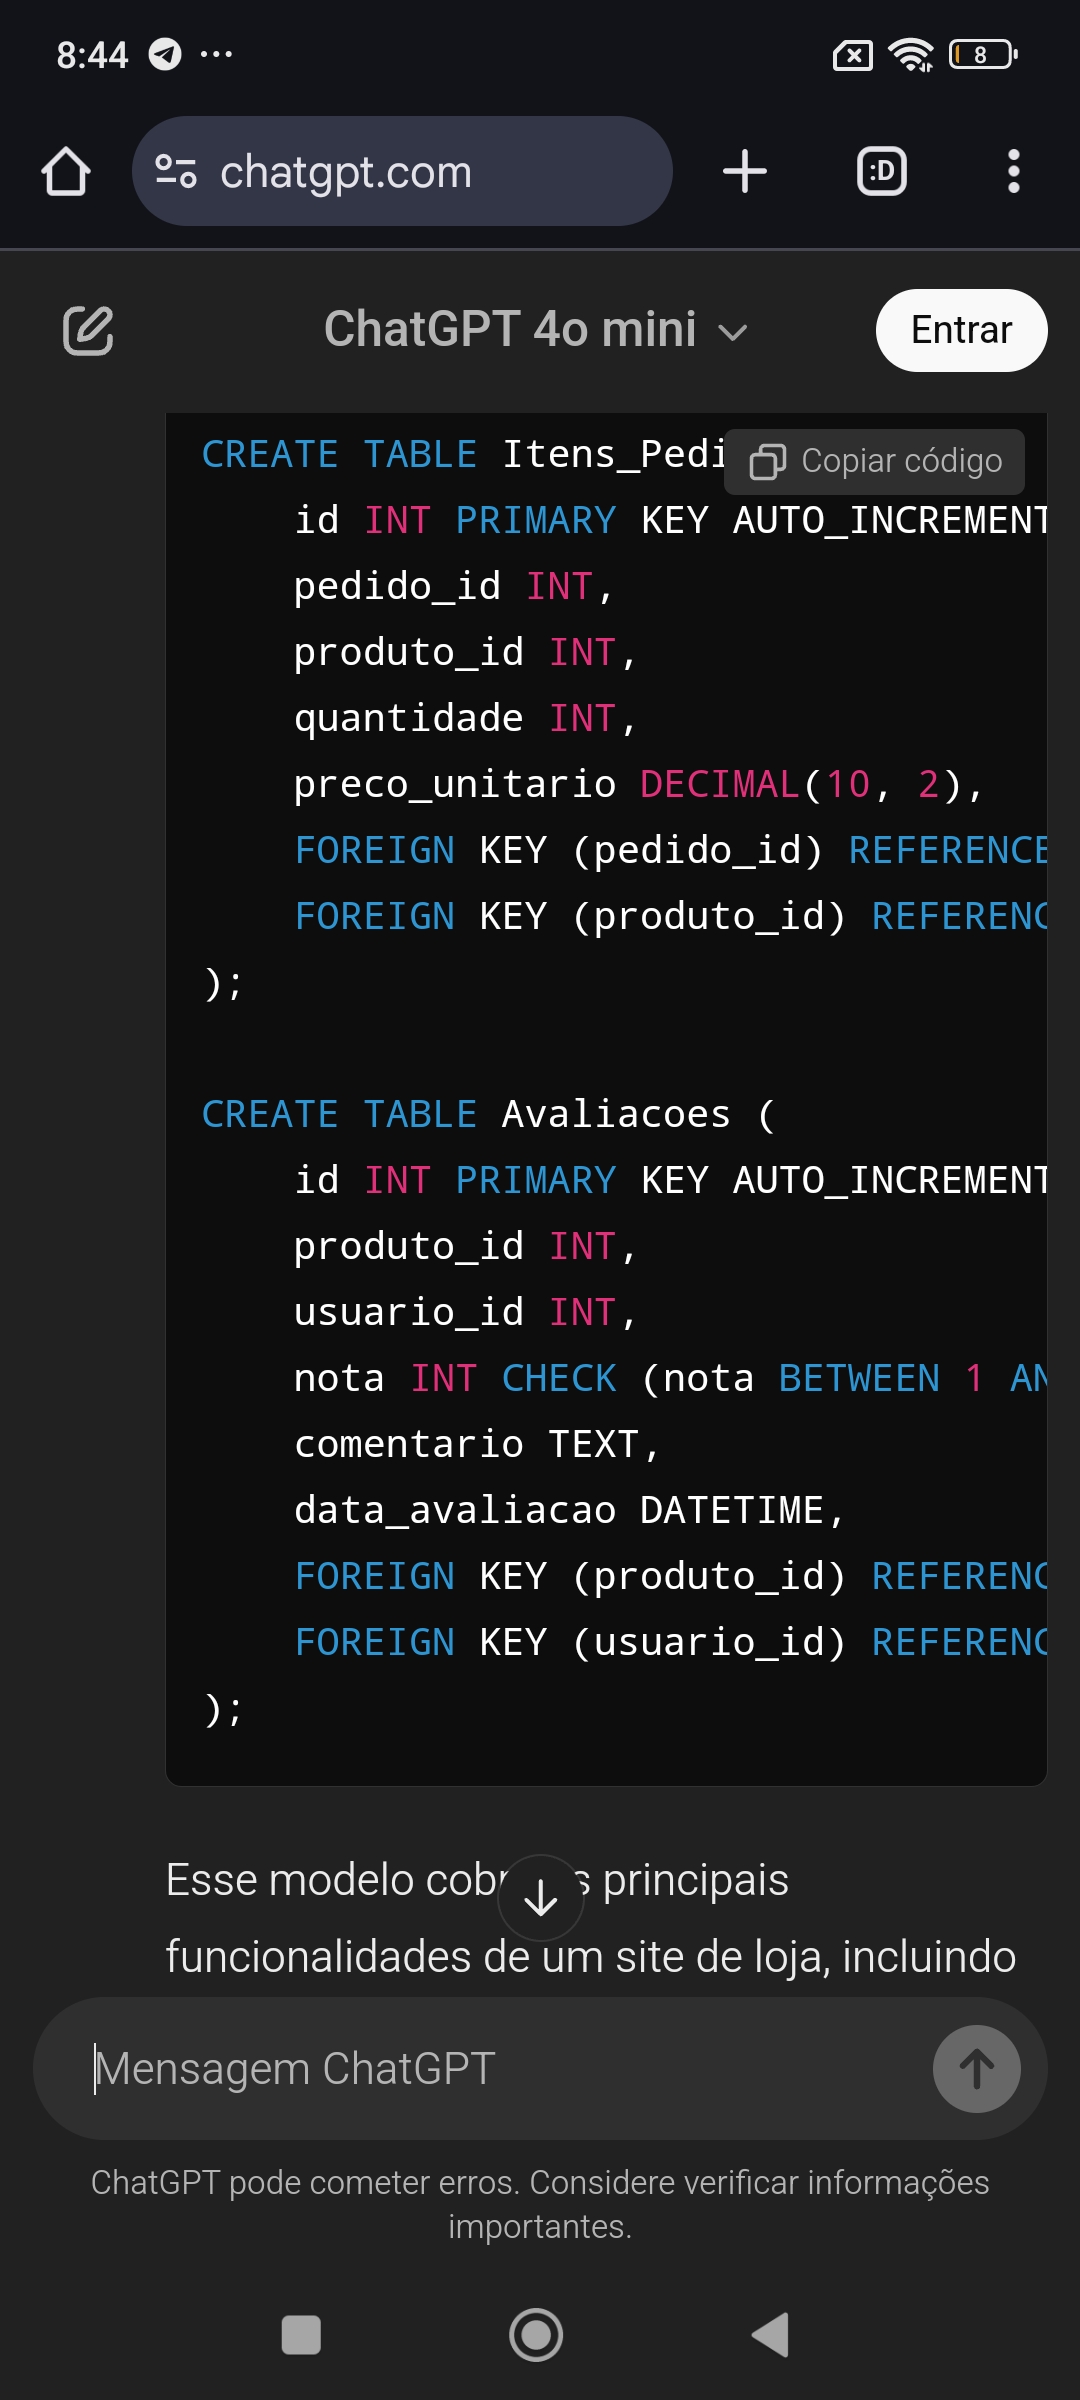 8:44
8
chatgpt.com
:D
ChatGPT 4o mini
Entrar
CREATE TABLE Itens_Pedi
Copiar código
id INT PRIMARY KEY AUTO_INCREMENT
pedido_id INT,
produto_id INT,
quantidade INT,
preco_unitario DECIMAL(10, 2),
FOREIGN KEY (pedido_id) REFERENCE
FOREIGN KEY (produto_id) REFERENC
);
CREATE TABLE Avaliacoes (
id INT PRIMARY KEY AUTO_INCREMENT
produto_id INT,
usuario_id INT,
nota INT CHECK (nota BETWEEN 1 AN
comentario TEXT,
data_avaliacao DATETIME,
FOREIGN KEY (produto_id) REFERENC
FOREIGN KEY (usuario_id) REFERENC
);
Esse modelo principais
funcionalidades de um site de loja, incluindo
Mensagem ChatGPT
ChatGPT pode cometer erros. Considere verificar informações
importantes.